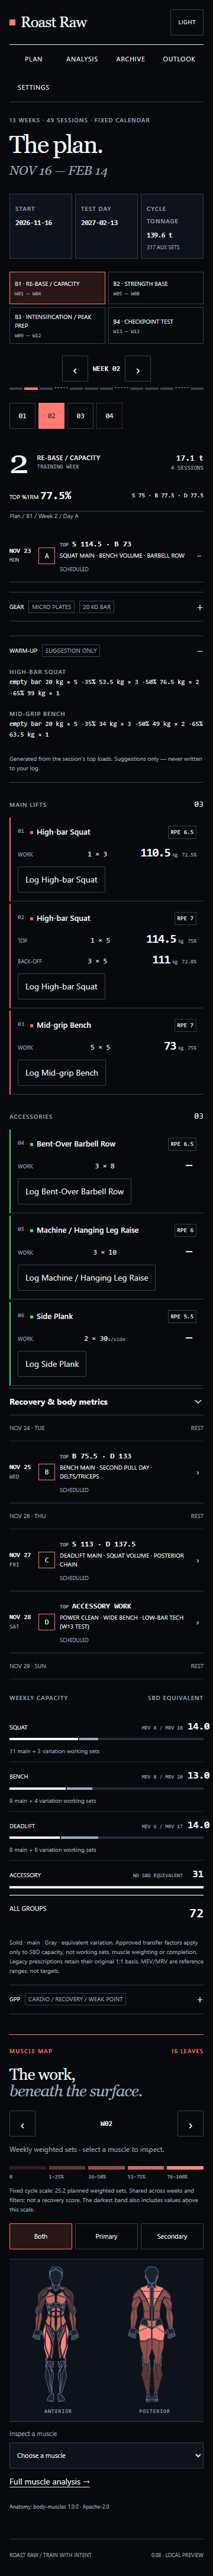 Roast Raw
LIGHT
PLAN ANALYSIS ARCHIVE OUTLOOK
SETTINGS
13 WEEKS · 49 SESSIONS · FIXED CALENDAR
The plan.
NOV 16 — FEB 14
START
2026-11-16
TEST DAY
2027-02-13
CYCLE TONNAGE
139.6 t
317 AUX SETS
B1 · RE-BASE / CAPACITY
W01 — W04
B2 · STRENGTH BASE
W05 — W08
B3 · INTENSIFICATION / PEAK PREP
W09 — W12
B4 · CHECKPOINT TEST
W13 — W13
‹ WEEK 02 ›
01 02 03 04
2 RE-BASE / CAPACITY
TRAINING WEEK
17.1 t
4 SESSIONS
TOP %1RM 77.5%
S 75 · B 77.5 · D 77.5
Plan / B1 / Week 2 / Day A
NOV 23
MON
A
TOP S 114.5 · B 73
SQUAT MAIN · BENCH VOLUME · BARBELL ROW
SCHEDULED
−
GEAR MICRO PLATES 20 KG BAR +
WARM-UP SUGGESTION ONLY −
HIGH-BAR SQUAT
empty bar 20 kg × 5 ·35% 53.5 kg × 3 ·50% 76.5 kg × 2
·65% 99 kg × 1
MID-GRIP BENCH
empty bar 20 kg × 5 ·35% 34 kg × 3 ·50% 49 kg × 2 ·65%
63.5 kg × 1
Generated from the session's top loads. Suggestions only — never written
to your log.
MAIN LIFTS 03
01 High-bar Squat RPE 6.5
WORK 1 × 3 110.5 kg 72.5%
Log High-bar Squat
02 High-bar Squat RPE 7
TOP 1 × 5 114.5 kg 75%
BACK-OFF 3 × 5 111 kg 72.8%
Log High-bar Squat
03 Mid-grip Bench RPE 7
WORK 5 × 5 73 kg 75%
Log Mid-grip Bench
ACCESSORIES 03
04 Bent-Over Barbell Row RPE 6.5
WORK 3 × 8 —
Log Bent-Over Barbell Row
05 Machine / Hanging Leg Raise RPE 6
WORK 3 × 10 —
Log Machine / Hanging Leg Raise
06 Side Plank RPE 5.5
WORK 2 × 30s/side —
Log Side Plank
Recovery & body metrics
NOV 24 · TUE REST
NOV 25
WED
B
TOP B 75.5 · D 133
BENCH MAIN · SECOND PULL DAY ·
DELTS/TRICEPS
SCHEDULED
›
NOV 26 · THU REST
NOV 27
FRI
C
TOP S 113 · D 137.5
DEADLIFT MAIN · SQUAT VOLUME · POSTERIOR
CHAIN
SCHEDULED
›
NOV 28
SAT
D
TOP ACCESSORY WORK
POWER CLEAN · WIDE BENCH · LOW-BAR TECH
(W13 TEST)
SCHEDULED
›
NOV 29 · SUN REST
WEEKLY CAPACITY SBD EQUIVALENT
SQUAT MEV 8 / MRV 18 14.0
11 main + 3 variation working sets
BENCH MEV 8 / MRV 20 13.0
9 main + 4 variation working sets
DEADLIFT MEV 6 / MRV 17 14.0
8 main + 6 variation working sets
ACCESSORY NO SBD EQUIVALENT 31
ALL GROUPS 72
Solid · main Gray · equivalent variation. Approved transfer factors apply
only to SBD capacity, not working sets, muscle weighting or completion.
Legacy prescriptions retain their original 1:1 basis. MEV/MRV are reference
ranges, not targets.
GPP CARDIO / RECOVERY / WEAK POINT +
MUSCLE MAP 16 LEAVES
The work,
beneath the surface.
‹ W02 ›
Weekly weighted sets · select a muscle to inspect.
0 1–25% 26–50% 51–75% 76–100%
Fixed cycle scale: 25.2 planned weighted sets. Shared across weeks and
filters; not a recovery score. The darkest band also includes values above
this scale.
Both Primary Secondary
ANTERIOR POSTERIOR
Inspect a muscle
Choose a muscle
Full muscle analysis →
Anatomy: body-muscles 1.0.0 · Apache-2.0
ROAST RAW / TRAIN WITH INTENT 0.08 · LOCAL PREVIEW